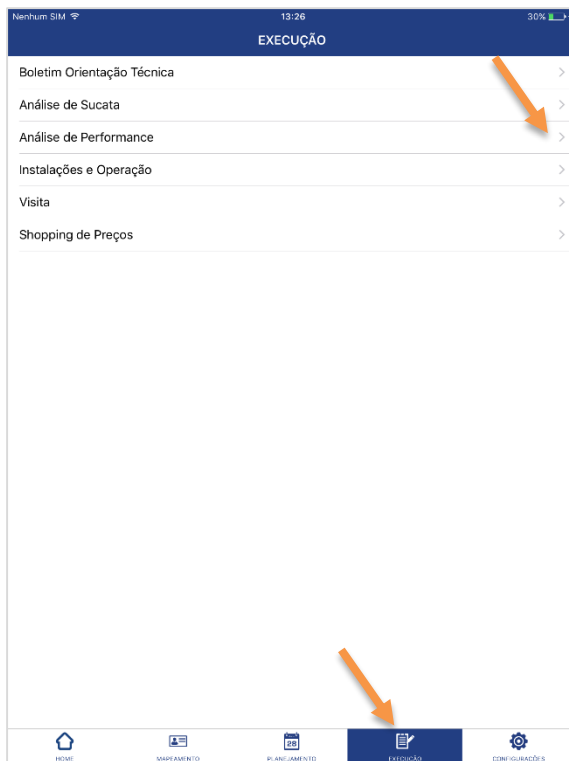 Nenhum SIM 13:26 30%
EXECUÇÃO
Boletim Orientação Técnica
Análise de Sucata
Análise de Performance
Instalações e Operação
Visita
Shopping de Preços
28
HOME MAPEAMENTO PLANEJAMENTO EXECUÇÃO CONFIGURAÇÕES